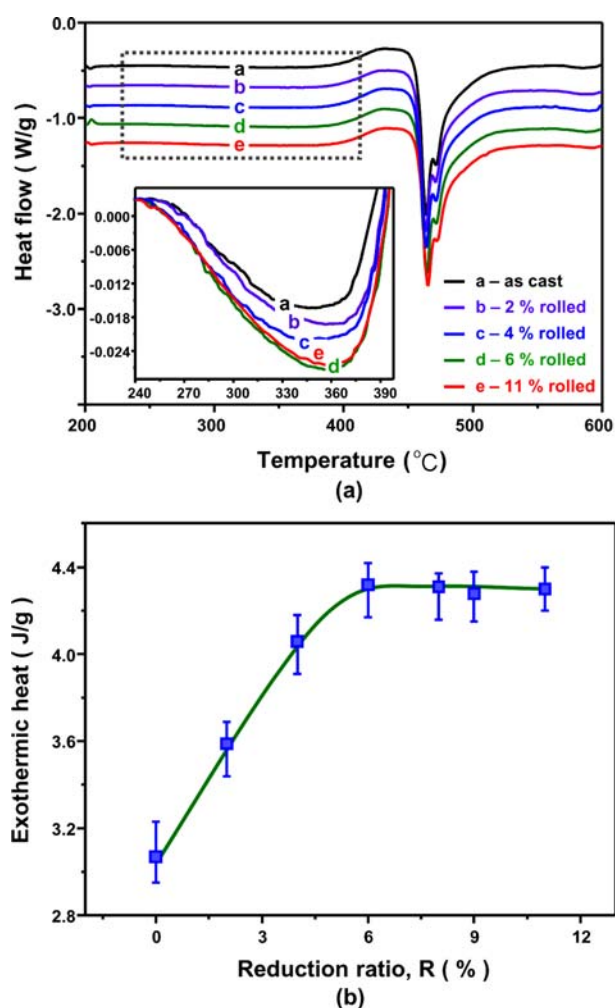 0.0
-1.0
-2.0
-3.0
Heat flow ( W/g )
a
b
c
d
e
0.000
-0.006
-0.012
-0.018
-0.024
-0.028
a
b
c
e
d
240 270 300 330 360 390
a – as cast
b – 2 % rolled
c – 4 % rolled
d – 6 % rolled
e – 11 % rolled
200 300 400 500 600
Temperature (°C)
(a)
4.4
4.0
3.6
3.2
2.8
Exothermic heat ( J/g )
0 3 6 9 12
Reduction ratio, R ( % )
(b)